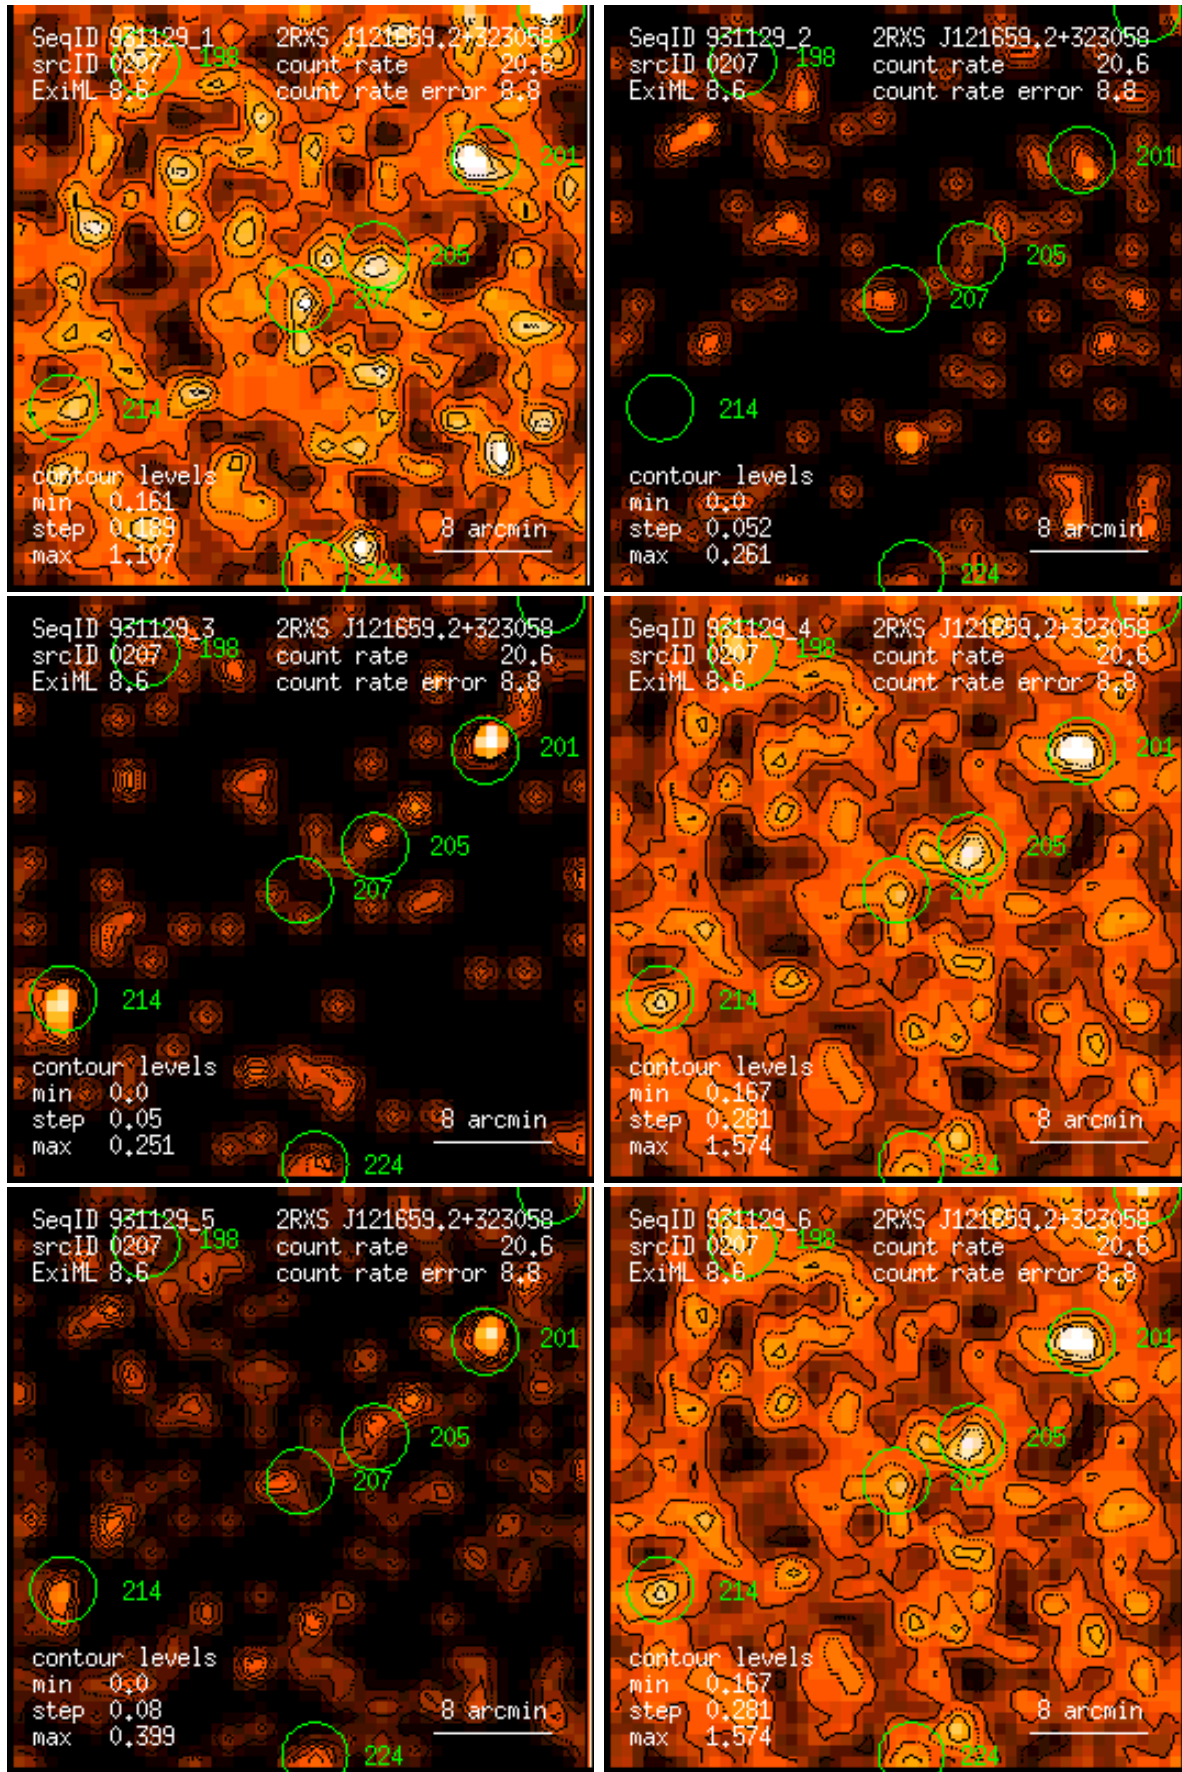 SeqID 931129_1 2RXS J121659.2+323058
srcID 0207 198 count rate 20.6
ExiML 8.6 count rate error 8.8
201
205
207
214
contour levels
min 0.161
step 0.189 8 arcmin
max 1.107
224
SeqID 931129_2 2RXS J121659.2+323058
srcID 0207 198 count rate 20.6
ExiML 8.6 count rate error 8.8
201
205
207
214
contour levels
min 0.0
step 0.052 8 arcmin
max 0.261
224
SeqID 931129_3 2RXS J121659.2+323058
srcID 0207 198 count rate 20.6
ExiML 8.6 count rate error 8.8
201
205
207
214
contour levels
min 0.0
step 0.05 8 arcmin
max 0.251
224
SeqID 931129_4 2RXS J121659.2+323058
srcID 0207 198 count rate 20.6
ExiML 8.6 count rate error 8.8
201
205
207
214
contour levels
min 0.167
step 0.281 8 arcmin
max 1.574
224
SeqID 931129_5 2RXS J121659.2+323058
srcID 0207 198 count rate 20.6
ExiML 8.6 count rate error 8.8
201
205
207
214
contour levels
min 0.0
step 0.08 8 arcmin
max 0.399
224
SeqID 931129_6 2RXS J121659.2+323058
srcID 0207 198 count rate 20.6
ExiML 8.6 count rate error 8.8
201
205
207
214
contour levels
min 0.167
step 0.281 8 arcmin
max 1.574
224